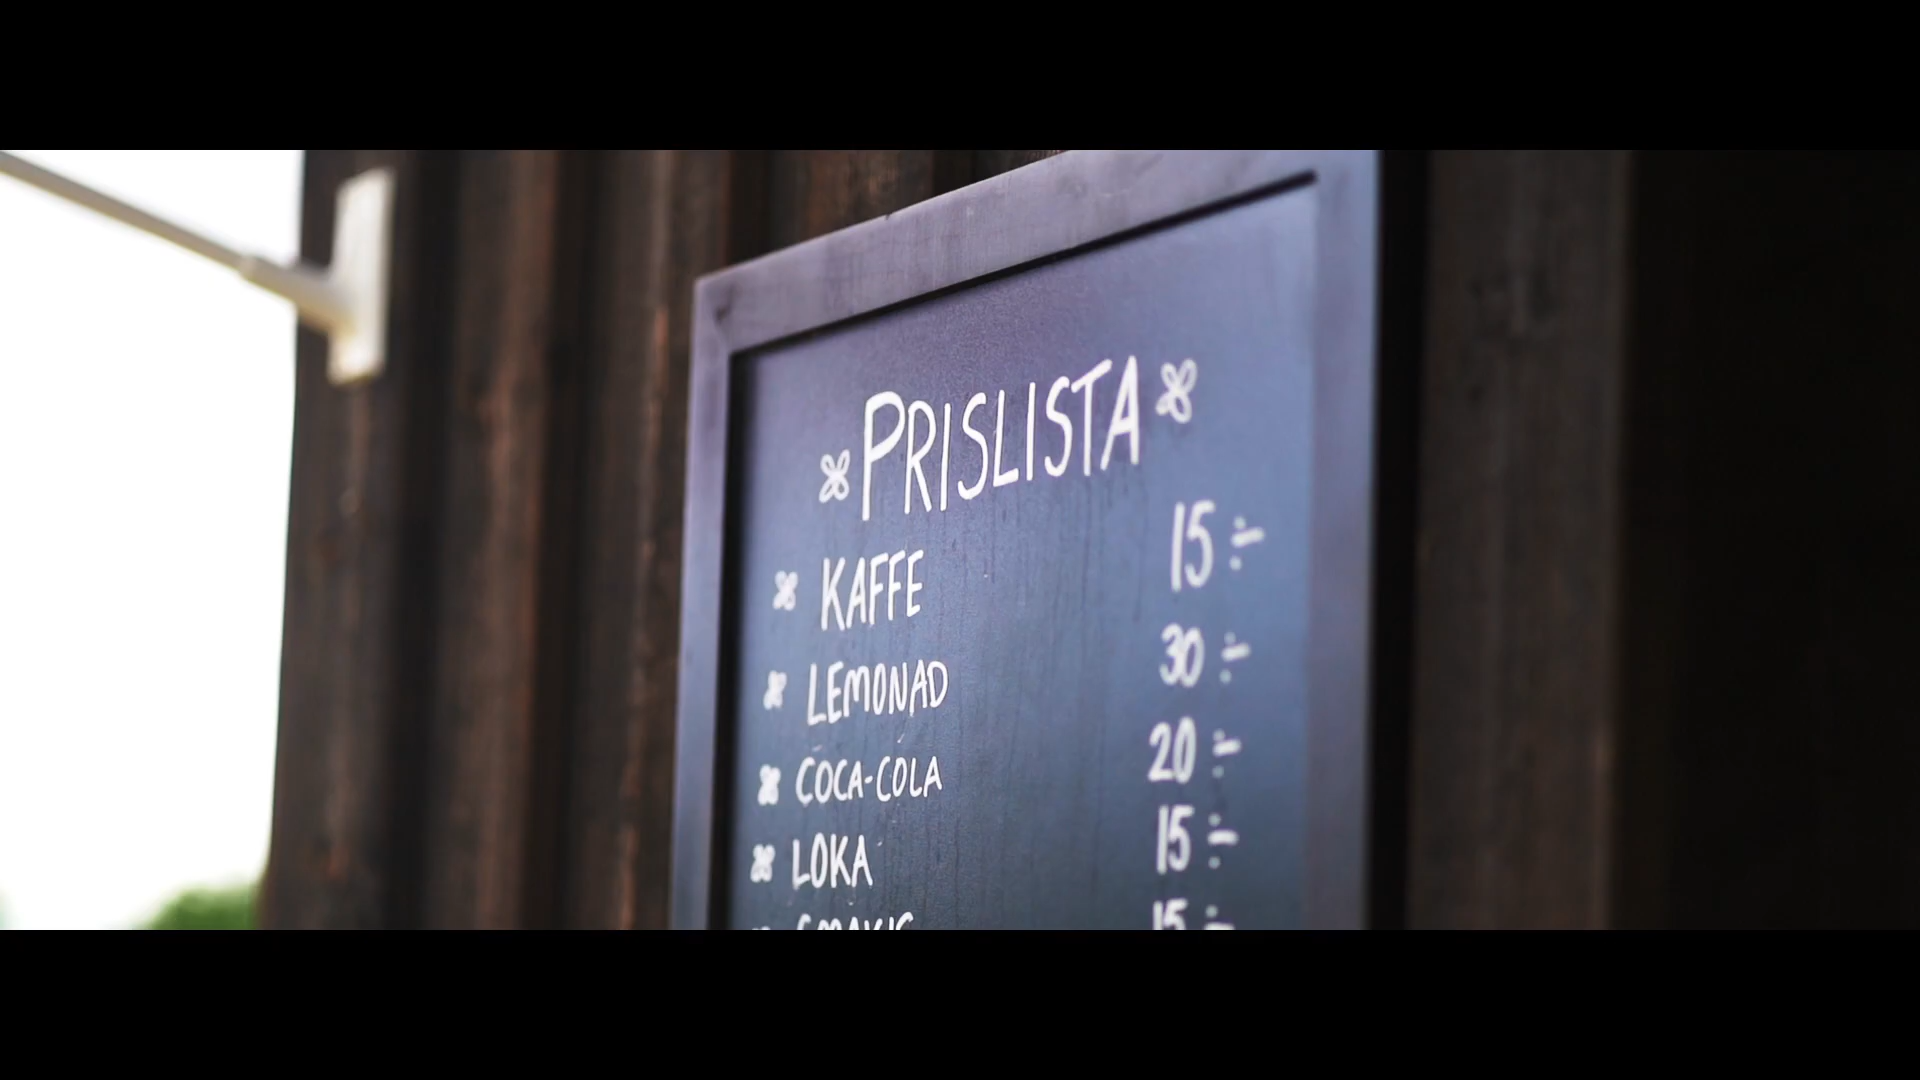 PRISLISTA
KAFFE 15:-
LEMONAD 30:-
COCA-COLA 20:-
LOKA 15:-
15:-